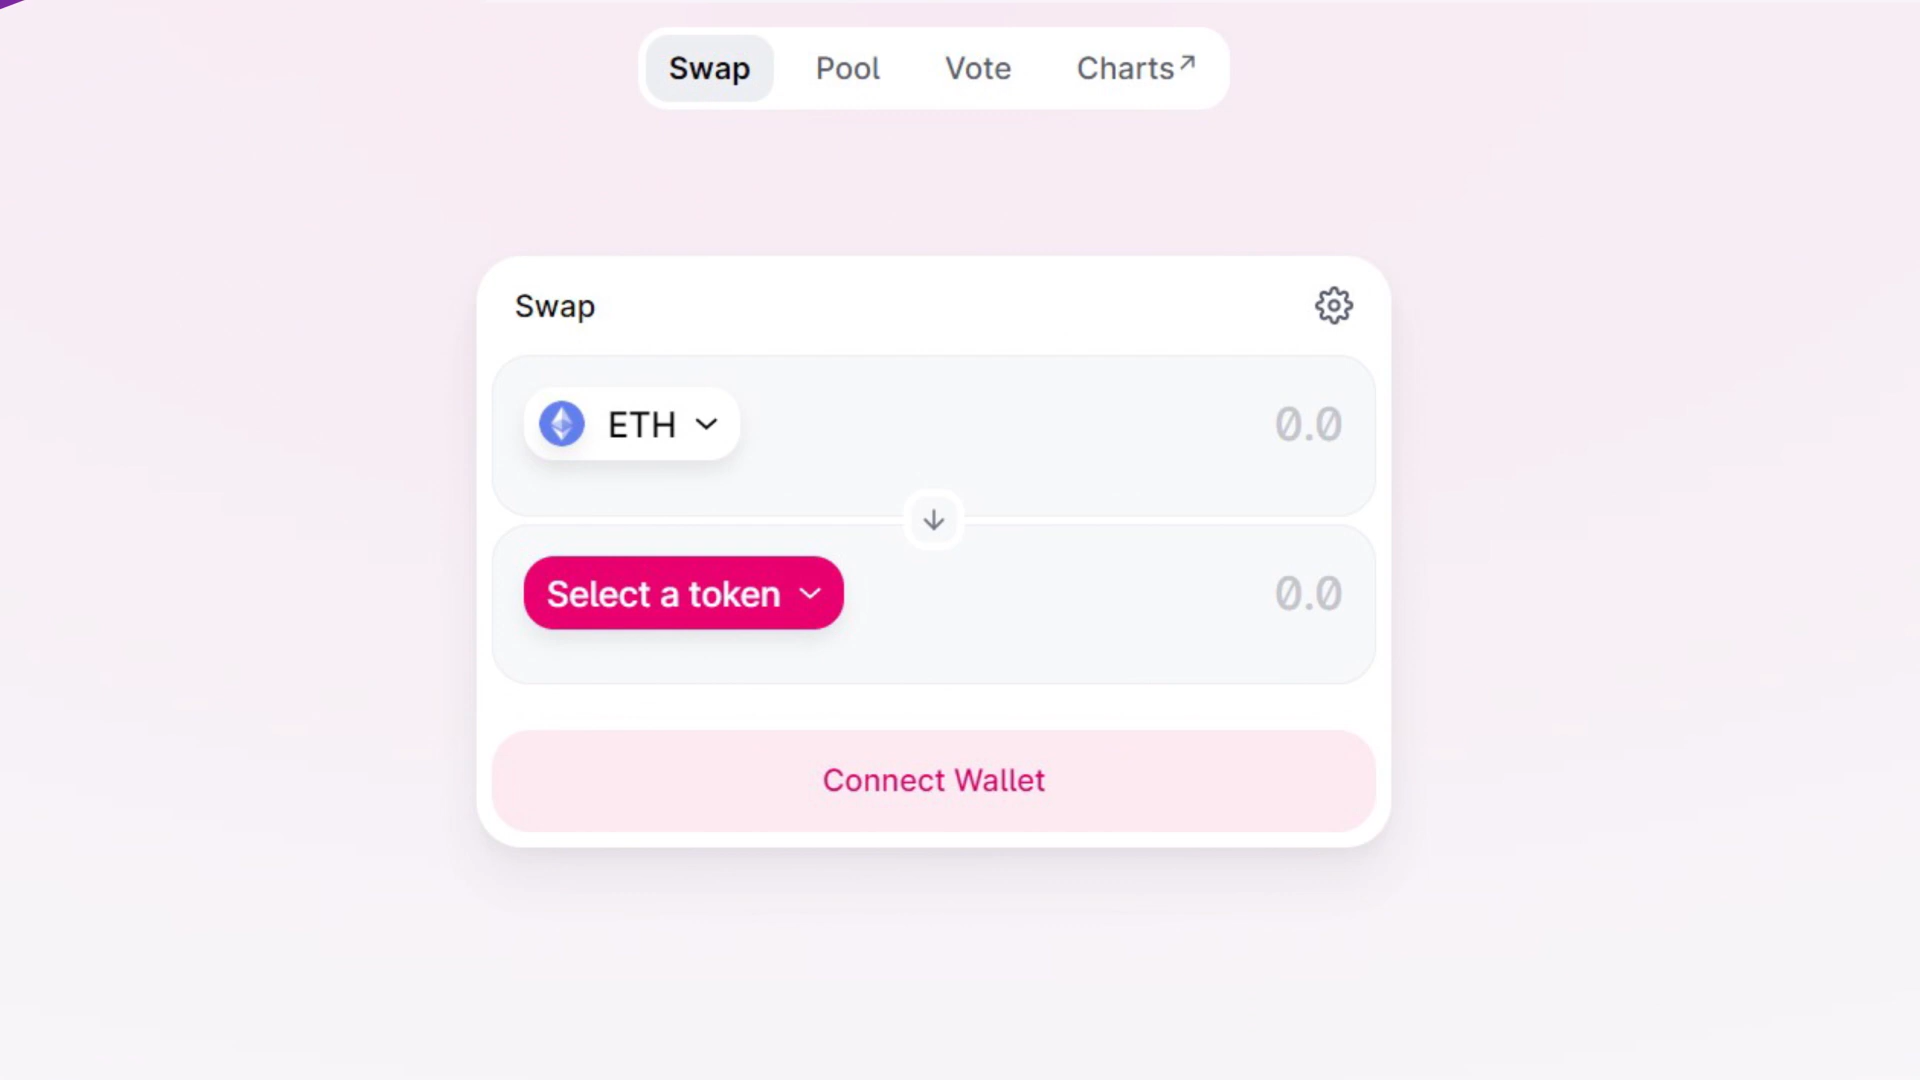 Swap Pool Vote Charts↗
Swap
ETH 0.0
Select a token 0.0
Connect Wallet